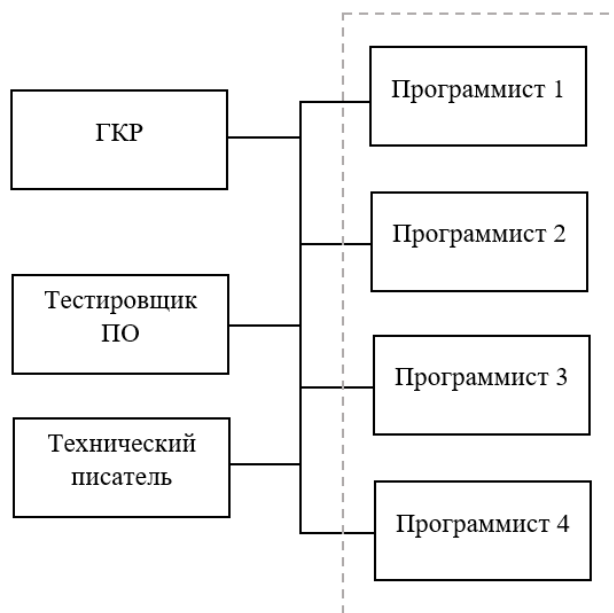 ГКР
Тестировщик
ПО
Технический
писатель
Программист 1
Программист 2
Программист 3
Программист 4